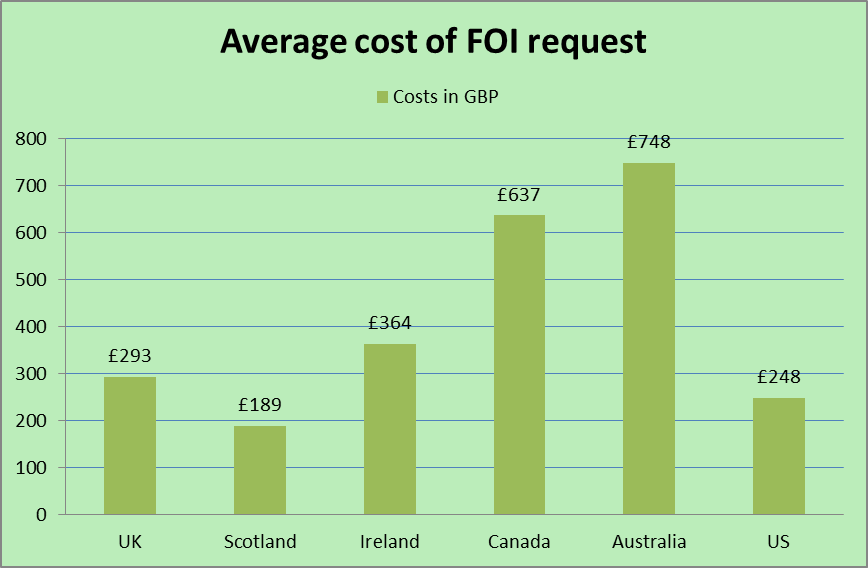 Average cost of FOI request
Costs in GBP
800
700
600
500
400
300
200
100
0
£293
£189
£364
£637
£748
£248
UK
Scotland
Ireland
Canada
Australia
US